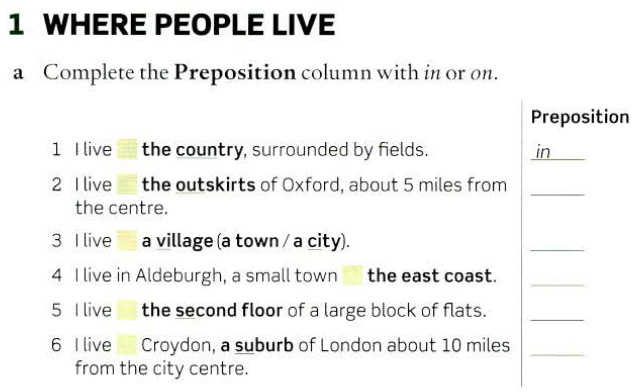 1 WHERE PEOPLE LIVE
a Complete the Preposition column with in or on.
Preposition
1 I live the country, surrounded by fields.
in
2 I live the outskirts of Oxford, about 5 miles from
the centre.
3 I live a village (a town / a city).
4 I live in Aldeburgh, a small town the east coast.
5 I live the second floor of a large block of flats.
6 I live Croydon, a suburb of London about 10 miles
from the city centre.